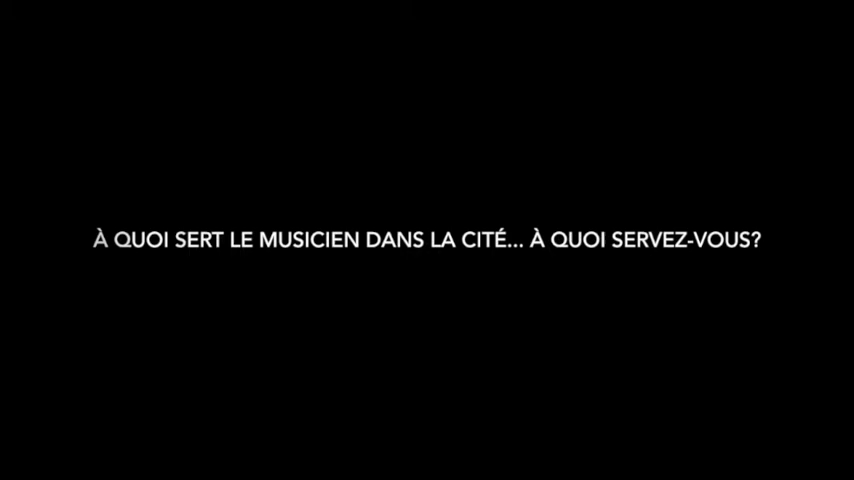 À QUOI SERT LE MUSICIEN DANS LA CITÉ... À QUOI SERVEZ-VOUS?